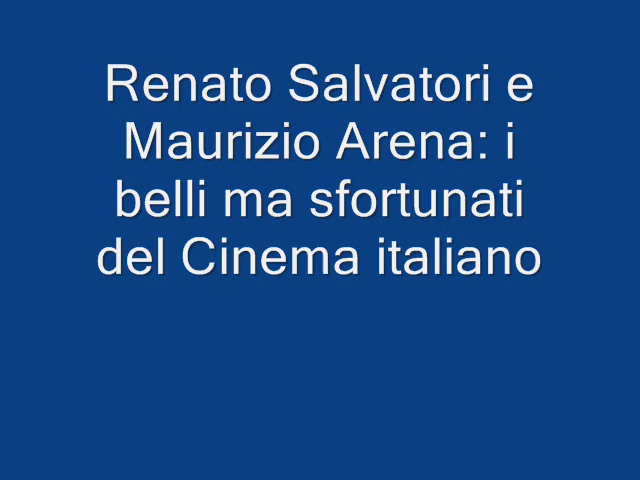 Renato Salvatori e
Maurizio Arena: i
belli ma sfortunati
del Cinema italiano